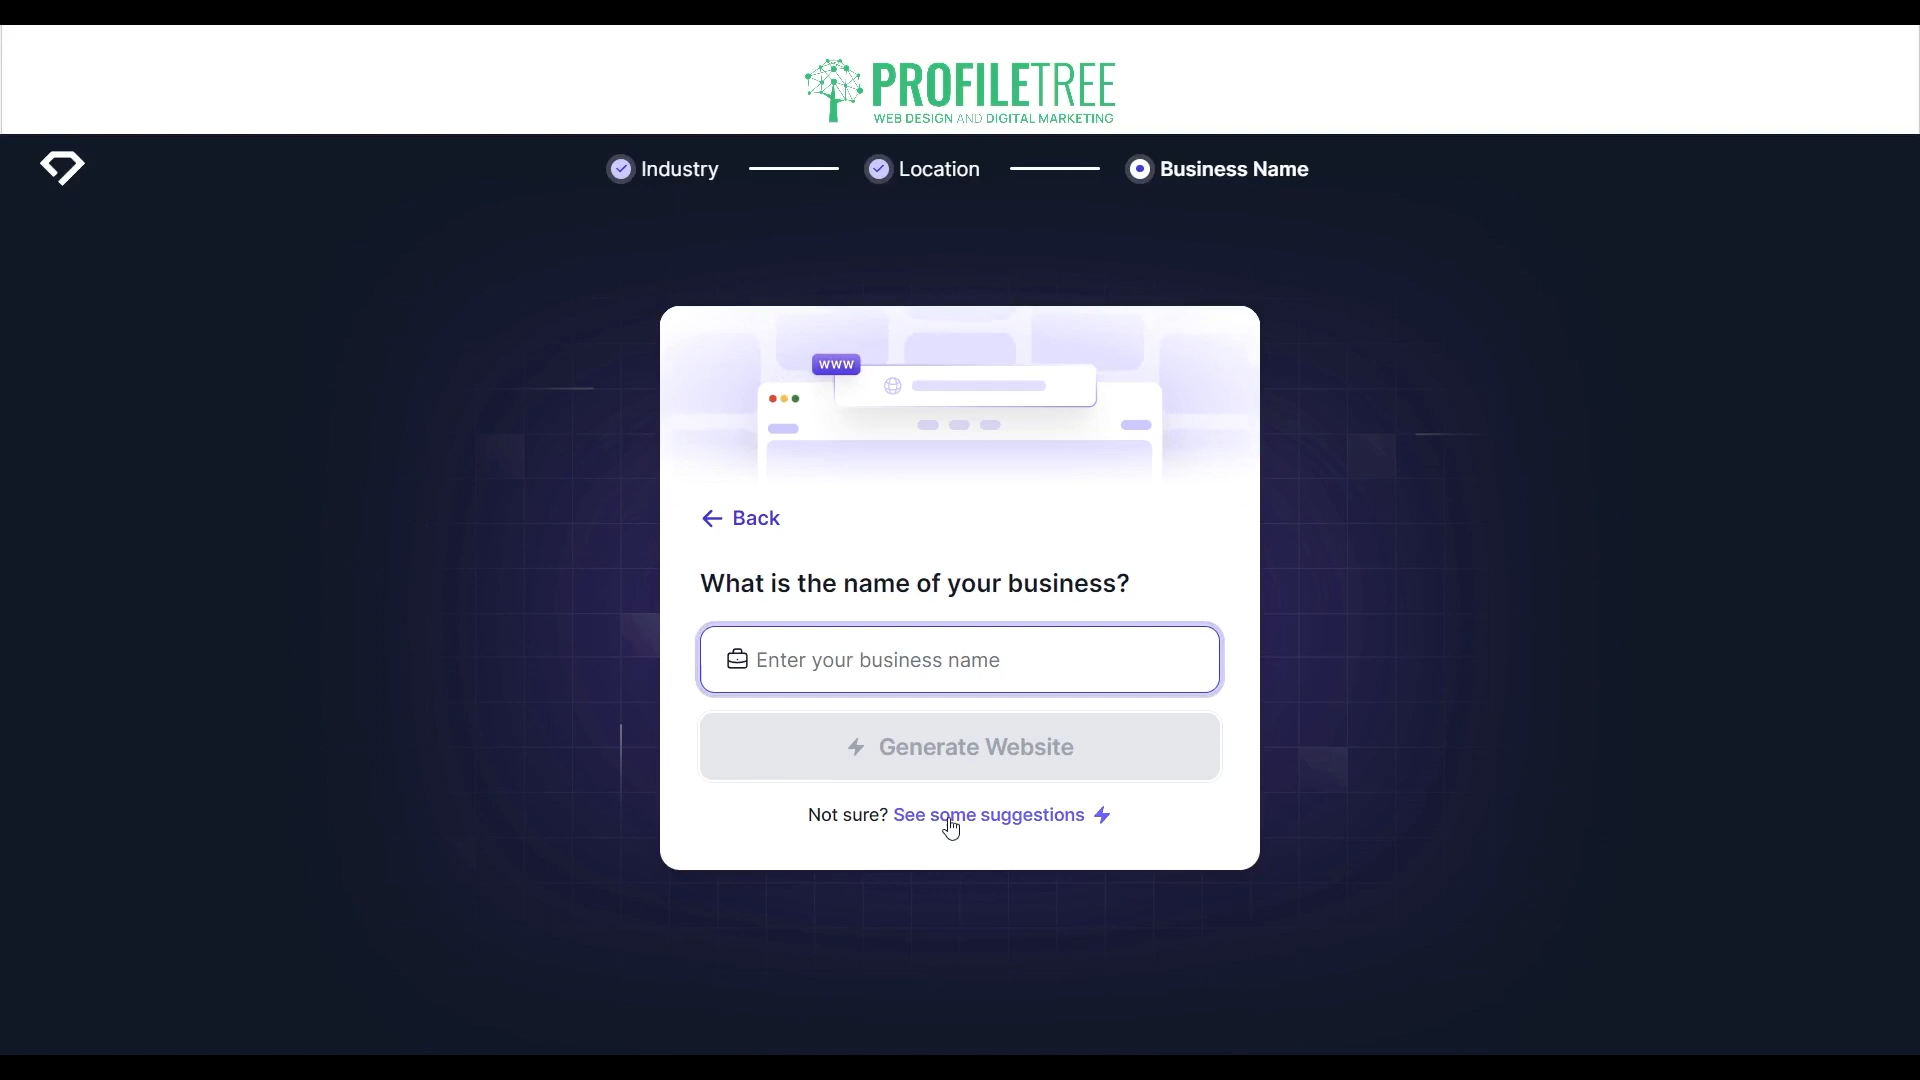 PROFILETREE
WEB DESIGN AND DIGITAL MARKETING
Industry
Location
Business Name
WWW
Back
What is the name of your business?
Enter your business name
Generate Website
Not sure? See some suggestions